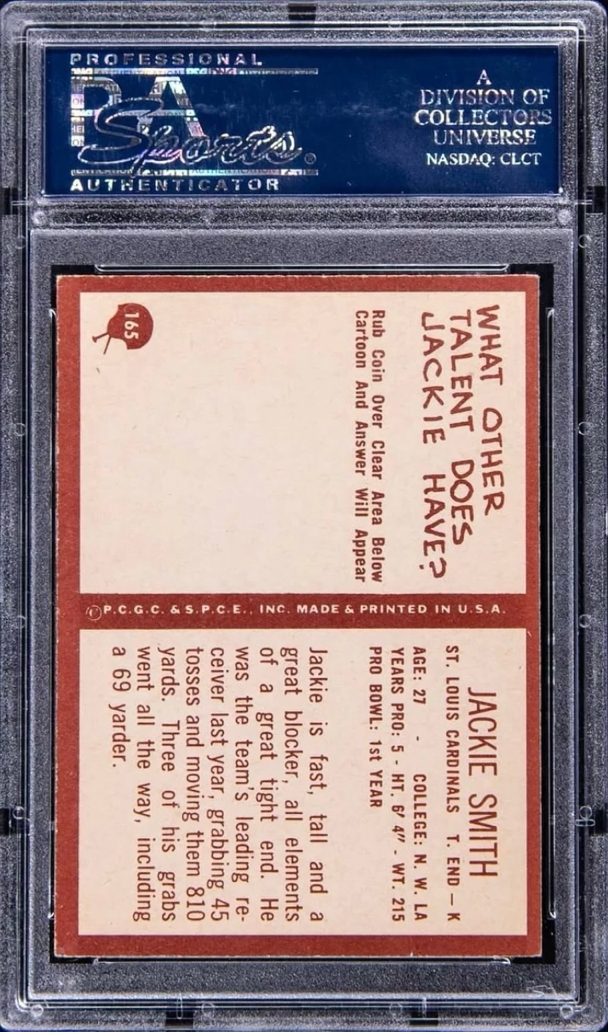 PROFESSIONAL
PSA
Sports®
AUTHENTICATOR
A
DIVISION OF
COLLECTORS
UNIVERSE
NASDAQ: CLCT
WHAT OTHER
TALENT DOES
JACKIE HAVE?
Rub Coin Over Clear Area Below
Cartoon And Answer Will Appear
165
©P.C.G.C. & S.P.C.E., INC. MADE & PRINTED IN U.S.A.
JACKIE SMITH
ST. LOUIS CARDINALS T. END — K
AGE: 27 - COLLEGE: N. W. LA
YEARS PRO: 5 - HT. 6' 4" - WT. 215
PRO BOWL: 1st YEAR
Jackie is fast, tall and a
great blocker, all elements
of a great tight end. He
was the team's leading re-
ceiver last year, grabbing 45
tosses and moving them 810
yards. Three of his grabs
went all the way, including
a 69 yarder.